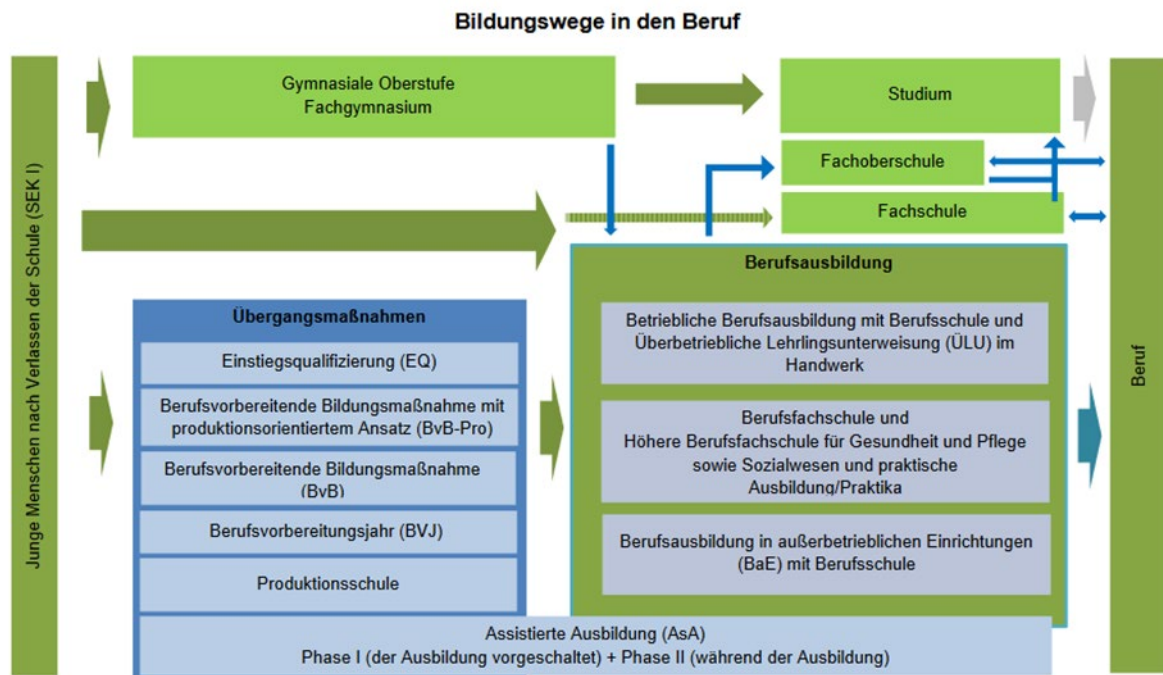 Bildungswege in den Beruf
Junge Menschen nach Verlassen der Schule (SEK I)
Gymnasiale Oberstufe
Fachgymnasium
Studium
Fachoberschule
Fachschule
Übergangsmaßnahmen
Einstiegsqualifizierung (EQ)
Berufsvorbereitende Bildungsmaßnahme mit
produktionsorientiertem Ansatz (BvB-Pro)
Berufsvorbereitende Bildungsmaßnahme
(BvB)
Berufsvorbereitungsjahr (BVJ)
Produktionsschule
Berufsausbildung
Betriebliche Berufsausbildung mit Berufsschule und
Überbetriebliche Lehrlingsunterweisung (ÜLU) im
Handwerk
Berufsfachschule und
Höhere Berufsfachschule für Gesundheit und Pflege
sowie Sozialwesen und praktische
Ausbildung/Praktika
Berufsausbildung in außerbetrieblichen Einrichtungen
(BaE) mit Berufsschule
Assistierte Ausbildung (AsA)
Phase I (der Ausbildung vorgeschaltet) + Phase II (während der Ausbildung)
Beruf